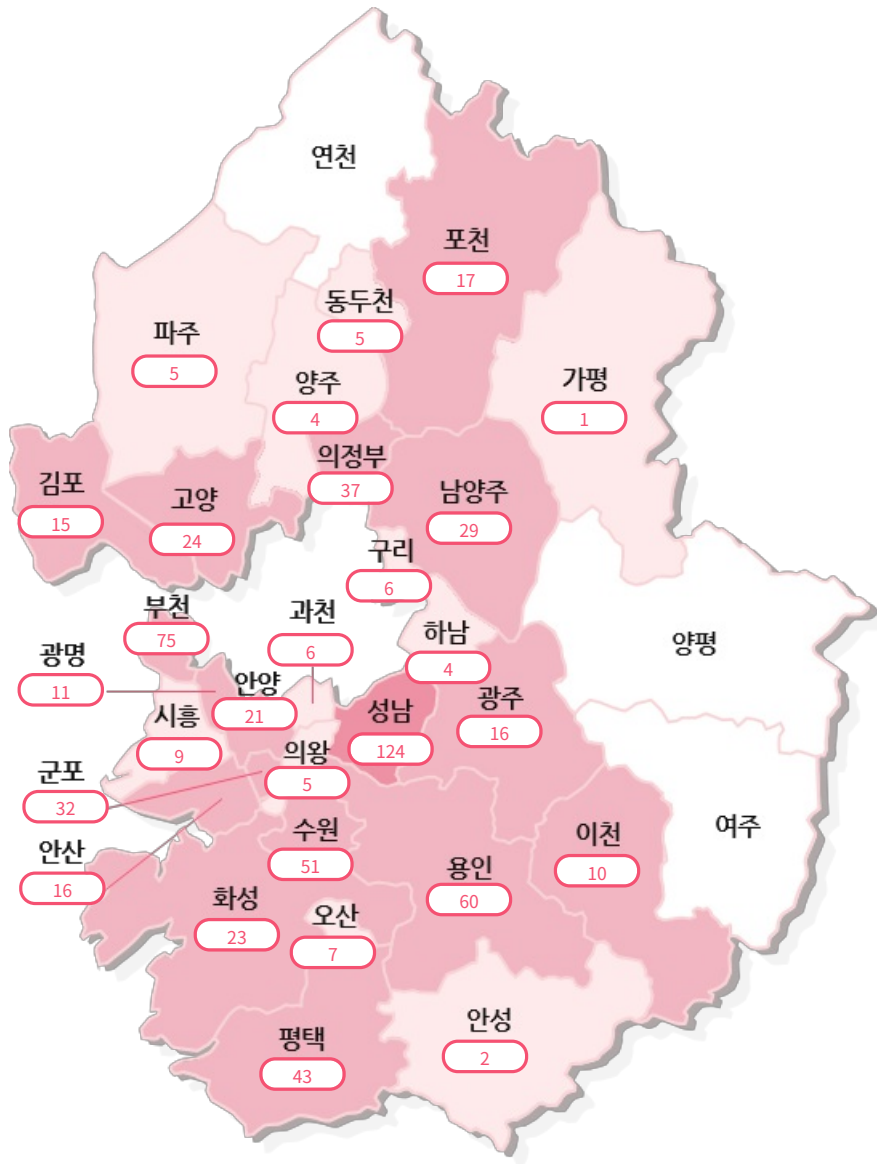 연천
포천
17
동두천
5
파주
5
양주
4
가평
1
의정부
37
김포
15
고양
24
남양주
29
구리
6
부천
75
과천
6
하남
4
양평
광명
11
안양
21
시흥
9
성남
124
광주
16
의왕
5
군포
32
수원
51
이천
10
여주
안산
16
용인
60
화성
23
오산
7
안성
2
평택
43